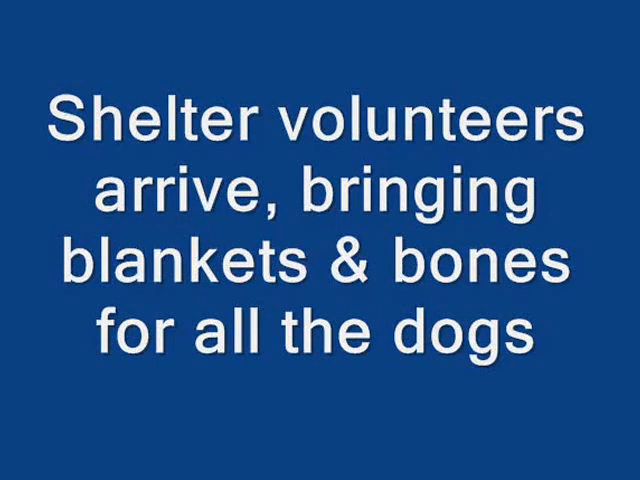 Shelter volunteers
arrive, bringing
blankets & bones
for all the dogs